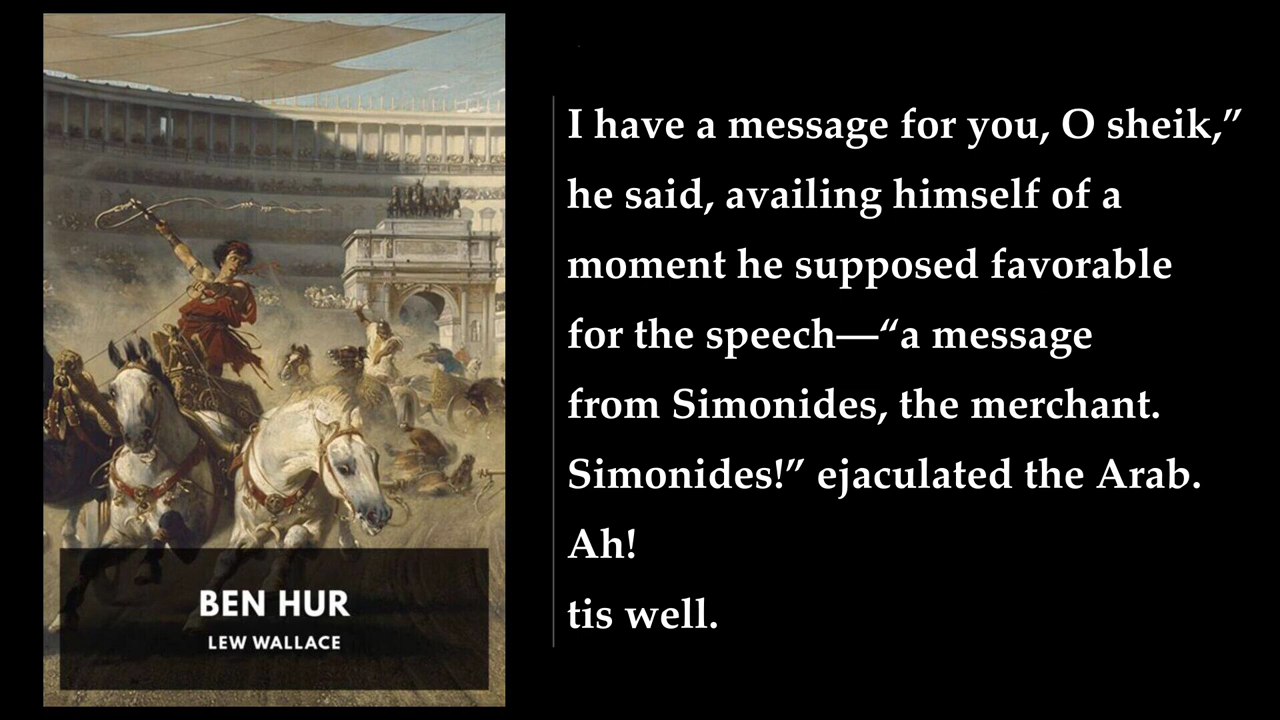 BEN HUR
LEW WALLACE
I have a message for you, O sheik,”
he said, availing himself of a
moment he supposed favorable
for the speech—“a message
from Simonides, the merchant.
Simonides!” ejaculated the Arab.
Ah!
tis well.